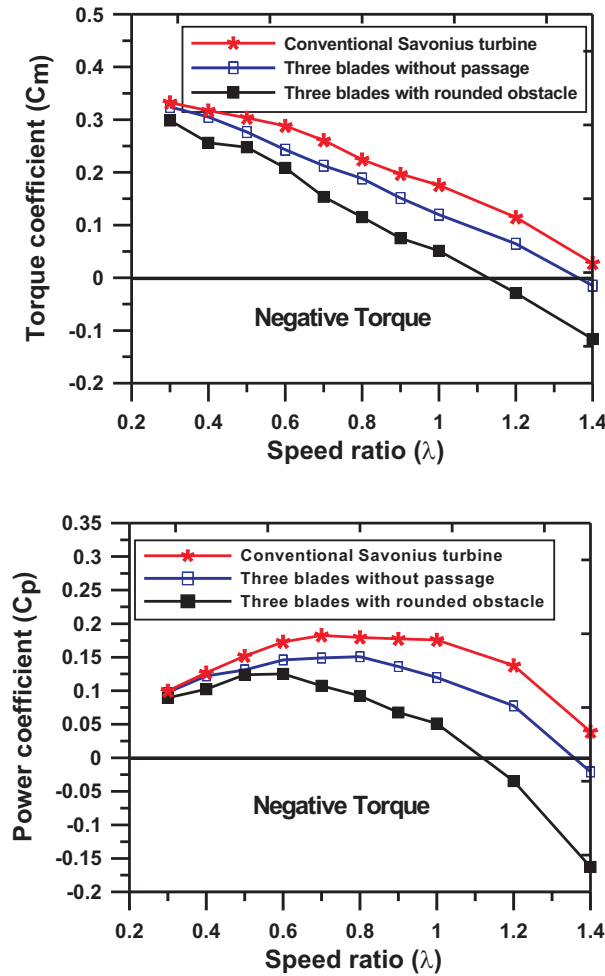 0.5
Conventional Savonius turbine
0.4
Three blades without passage
Three blades with rounded obstacle
0.3
0.2
0.1
0
Negative Torque
-0.1
-0.2
Torque coefficient (Cm)
0.2 0.4 0.6 0.8 1 1.2 1.4
Speed ratio (λ)
0.35
0.3
Conventional Savonius turbine
Three blades without passage
0.25
Three blades with rounded obstacle
0.2
0.15
0.1
0.05
0
-0.05
Negative Torque
-0.1
-0.15
-0.2
Power coefficient (Cp)
0.2 0.4 0.6 0.8 1 1.2 1.4
Speed ratio (λ)